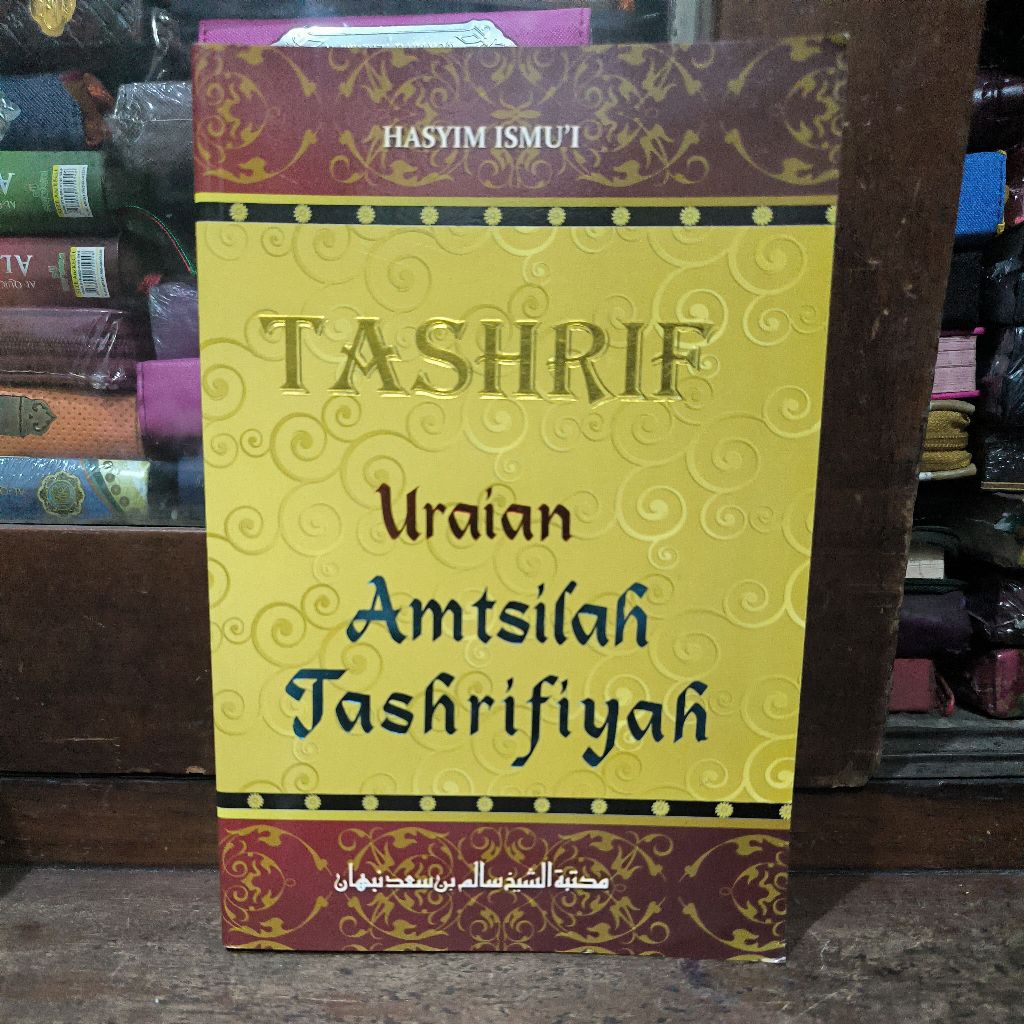 HASYIM ISMU'I
TASHRIF
Uraian
Amtsilah
Tashrifiyah
مكتبة الشيخ سالم بن سعد نبهان